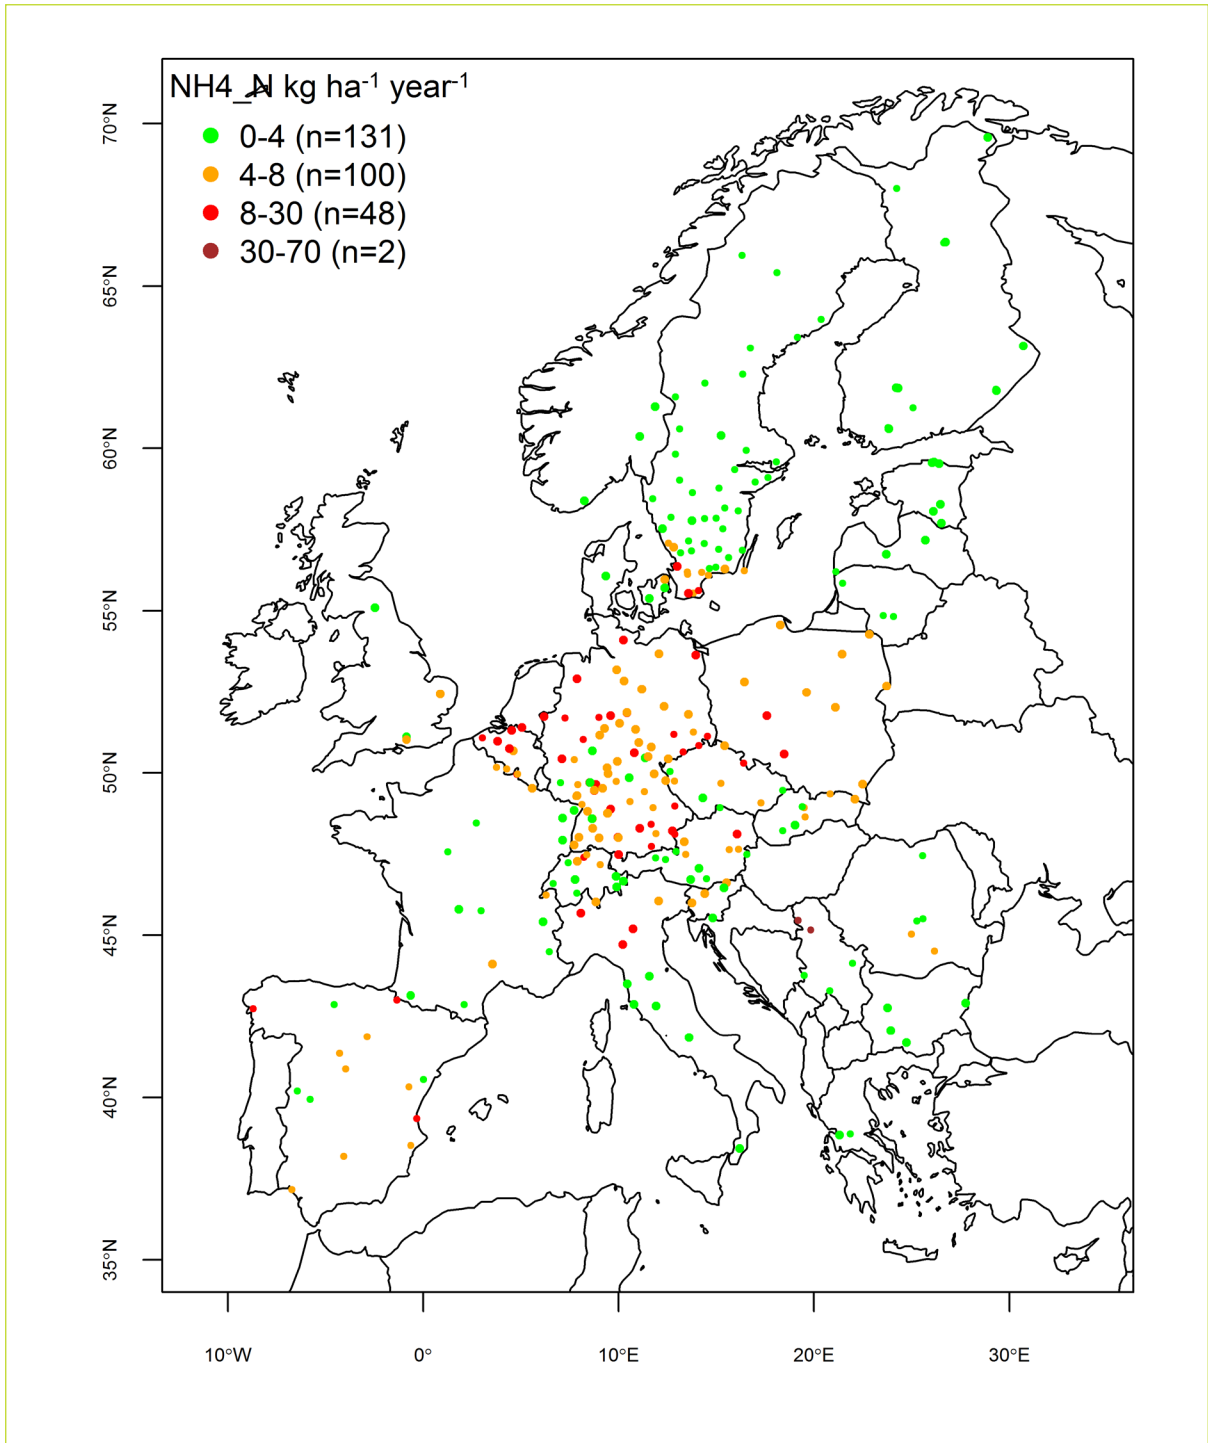 NH4_N kg ha⁻¹ year⁻¹
0-4 (n=131)
4-8 (n=100)
8-30 (n=48)
30-70 (n=2)
70°N
65°N
60°N
55°N
50°N
45°N
40°N
35°N
10°W 0° 10°E 20°E 30°E